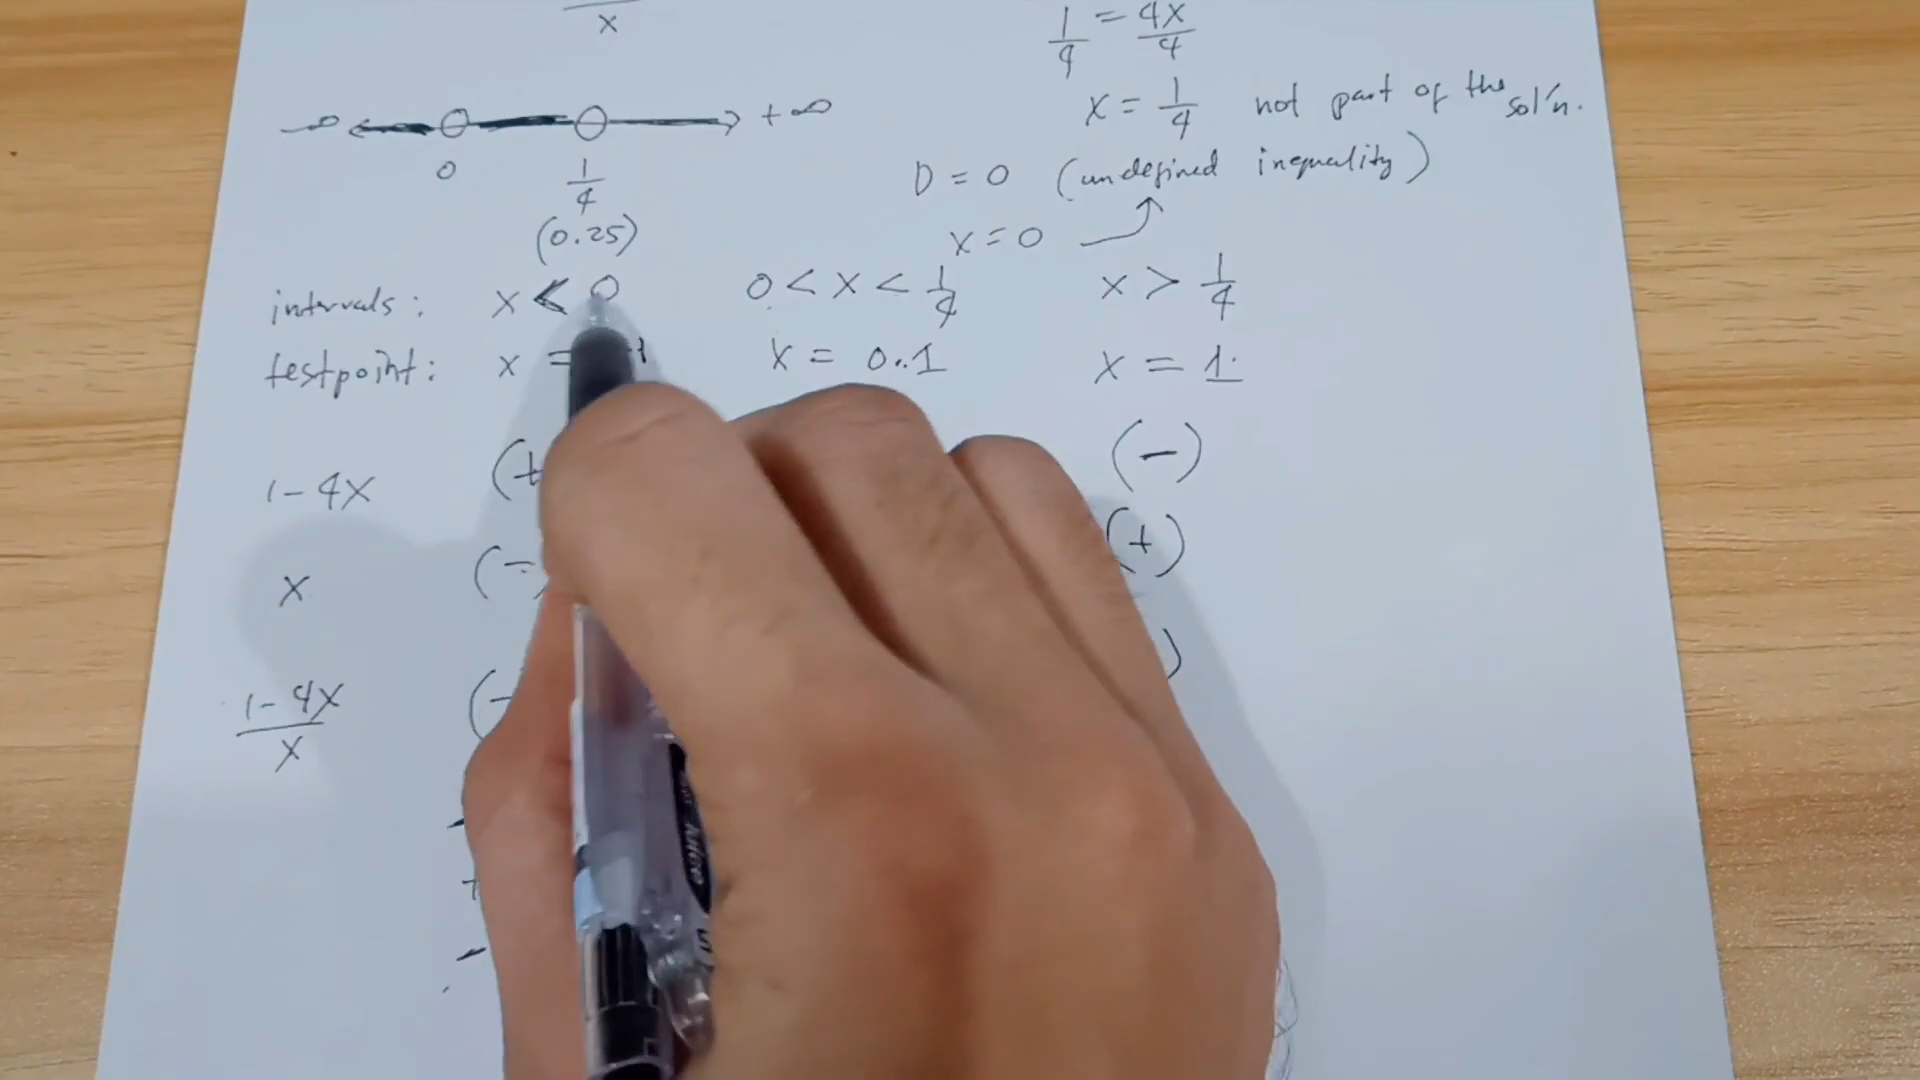 x
1/4 = 4x/4
x = 1/4 not part of the sol'n.
-∞ +∞
0 1/4
(0.25)
D = 0 (undefined inequality)
x = 0
intervals: x < 0 0 < x < 1/4 x > 1/4
testpoint: x = 1 x = 0.1 x = 1
1-4x (+ (-)
x (- (+)
1-4x/x (- )